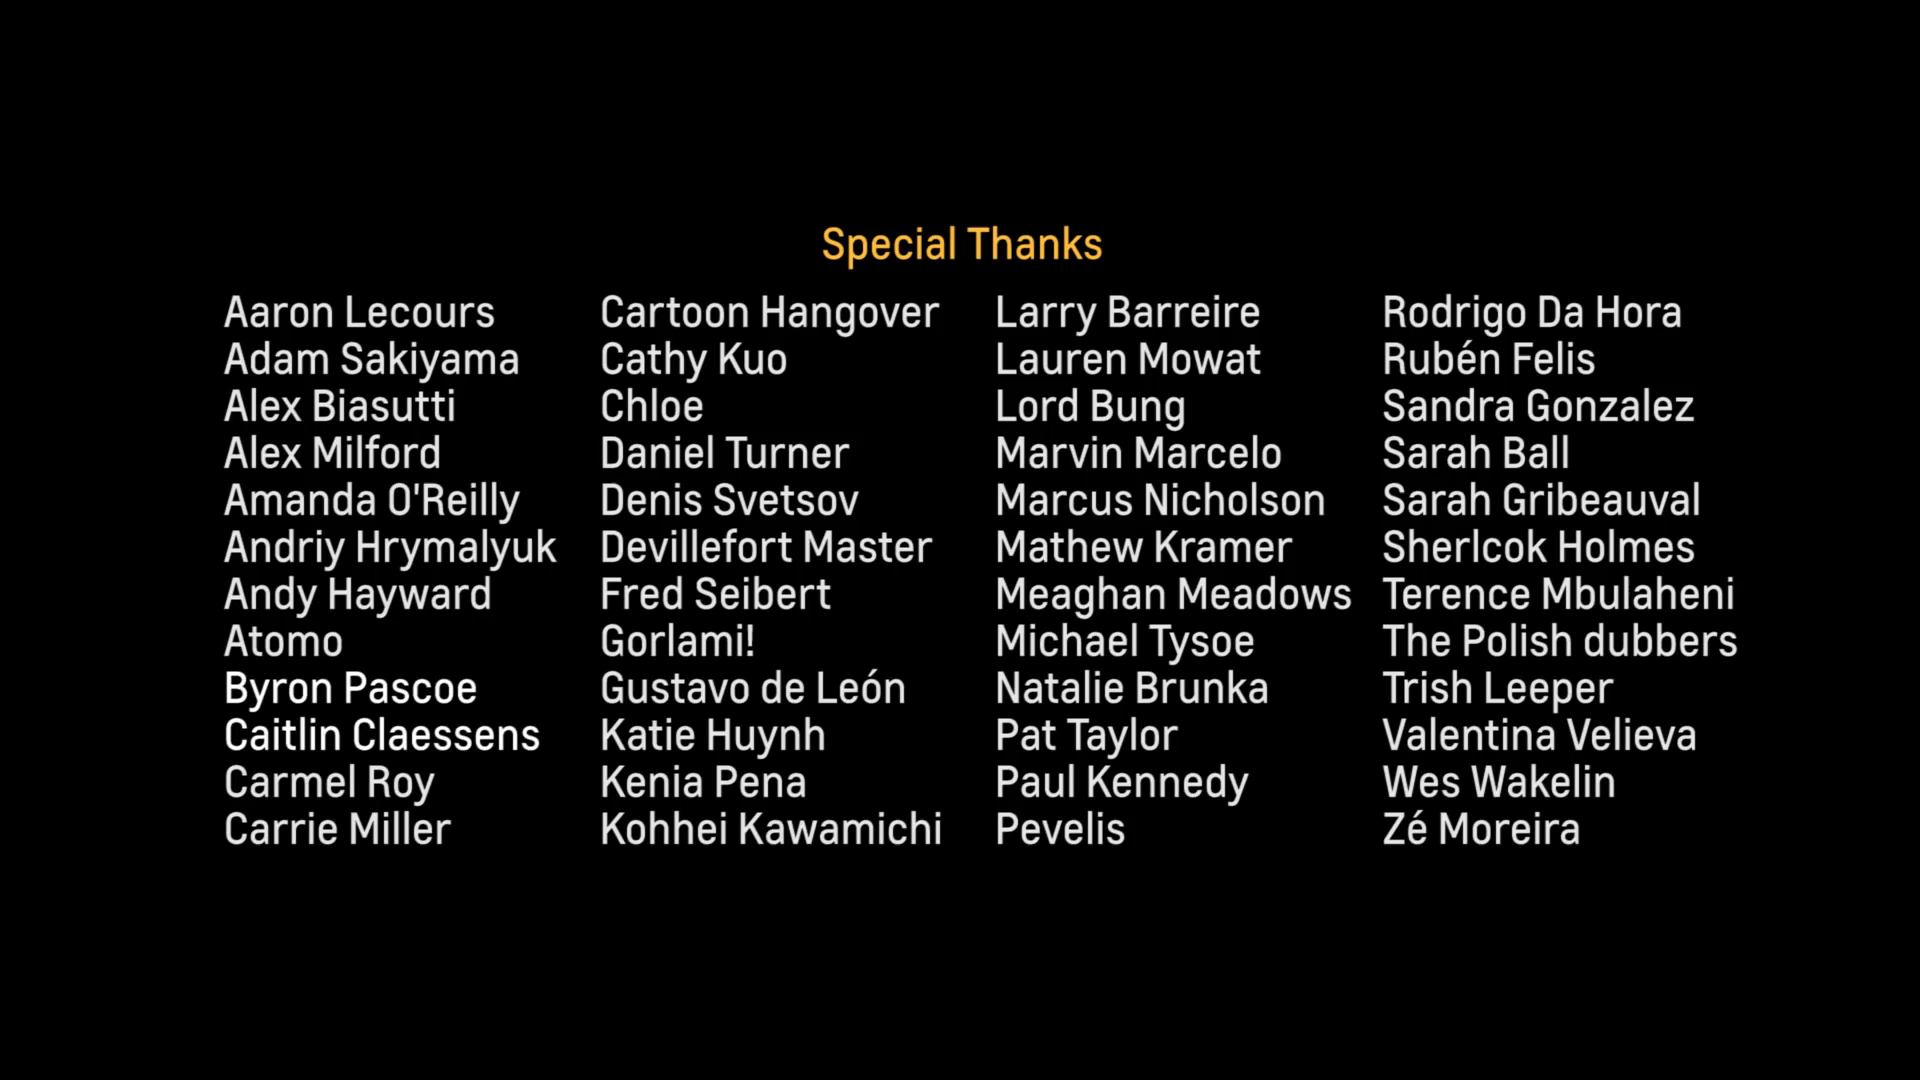 Special Thanks
Aaron Lecours
Adam Sakiyama
Alex Biasutti
Alex Milford
Amanda O'Reilly
Andriy Hrymalyuk
Andy Hayward
Atomo
Byron Pascoe
Caitlin Claessens
Carmel Roy
Carrie Miller
Cartoon Hangover
Cathy Kuo
Chloe
Daniel Turner
Denis Svetsov
Devillefort Master
Fred Seibert
Gorlami!
Gustavo de León
Katie Huynh
Kenia Pena
Kohhei Kawamichi
Larry Barreire
Lauren Mowat
Lord Bung
Marvin Marcelo
Marcus Nicholson
Mathew Kramer
Meaghan Meadows
Michael Tysoe
Natalie Brunka
Pat Taylor
Paul Kennedy
Pevelis
Rodrigo Da Hora
Rubén Felis
Sandra Gonzalez
Sarah Ball
Sarah Gribeauval
Sherlcok Holmes
Terence Mbulaheni
The Polish dubbers
Trish Leeper
Valentina Velieva
Wes Wakelin
Zé Moreira